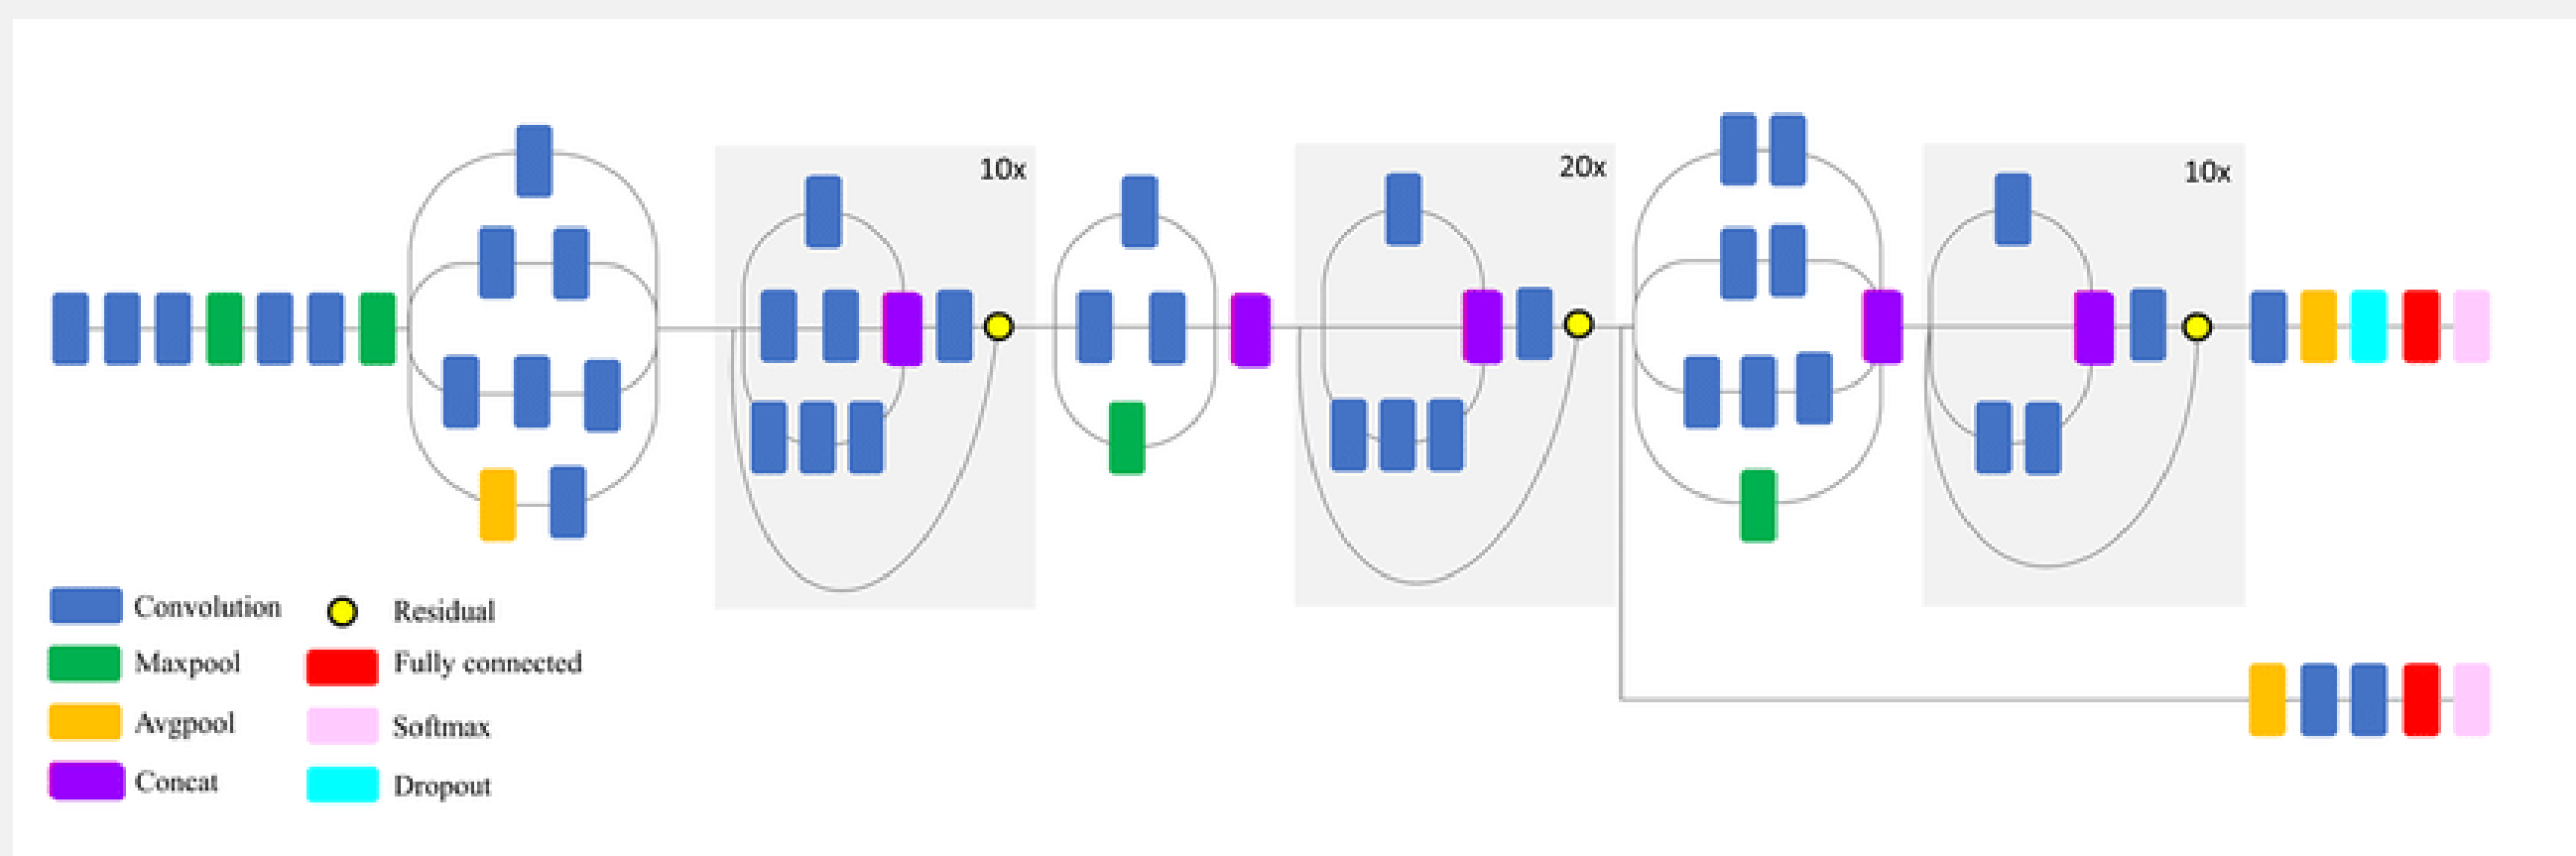 10x
20x
10x
Convolution
Residual
Maxpool
Fully connected
Avgpool
Softmax
Concat
Dropout